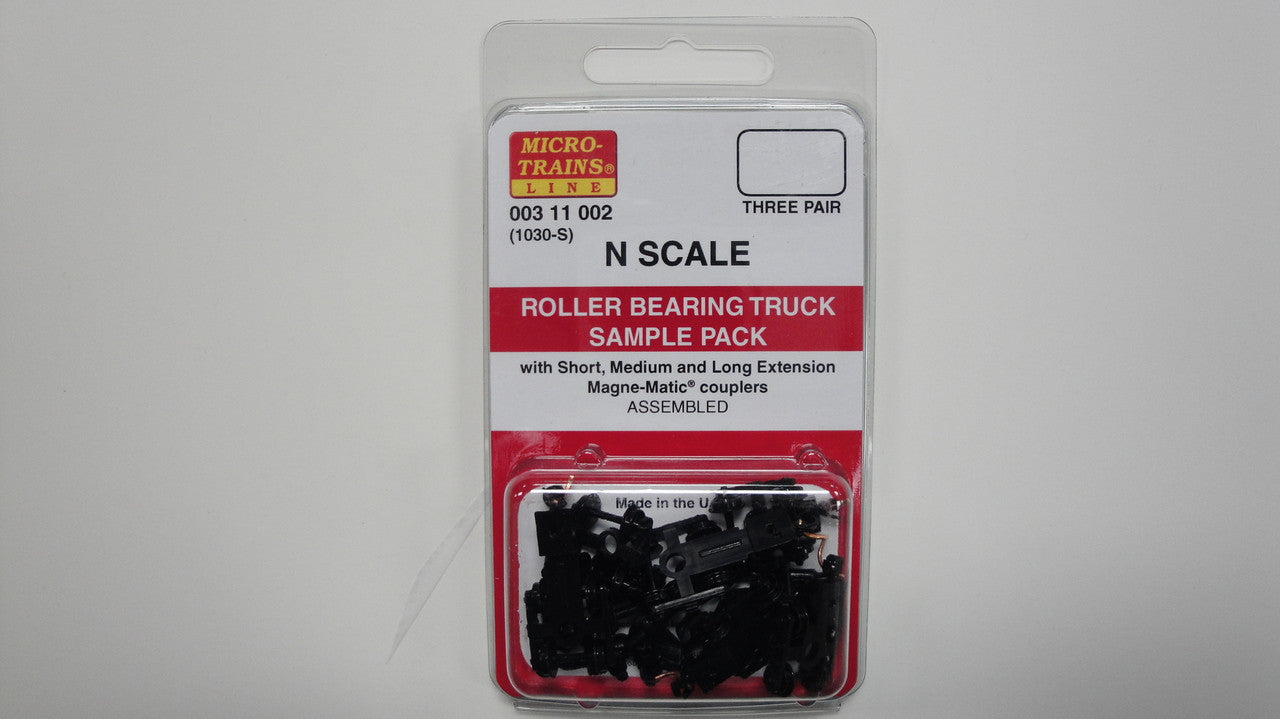 MICRO-
TRAINS®
LINE
003 11 002
(1030-S)
THREE PAIR
N SCALE
ROLLER BEARING TRUCK
SAMPLE PACK
with Short, Medium and Long Extension
Magne-Matic® couplers
ASSEMBLED
Made in the U